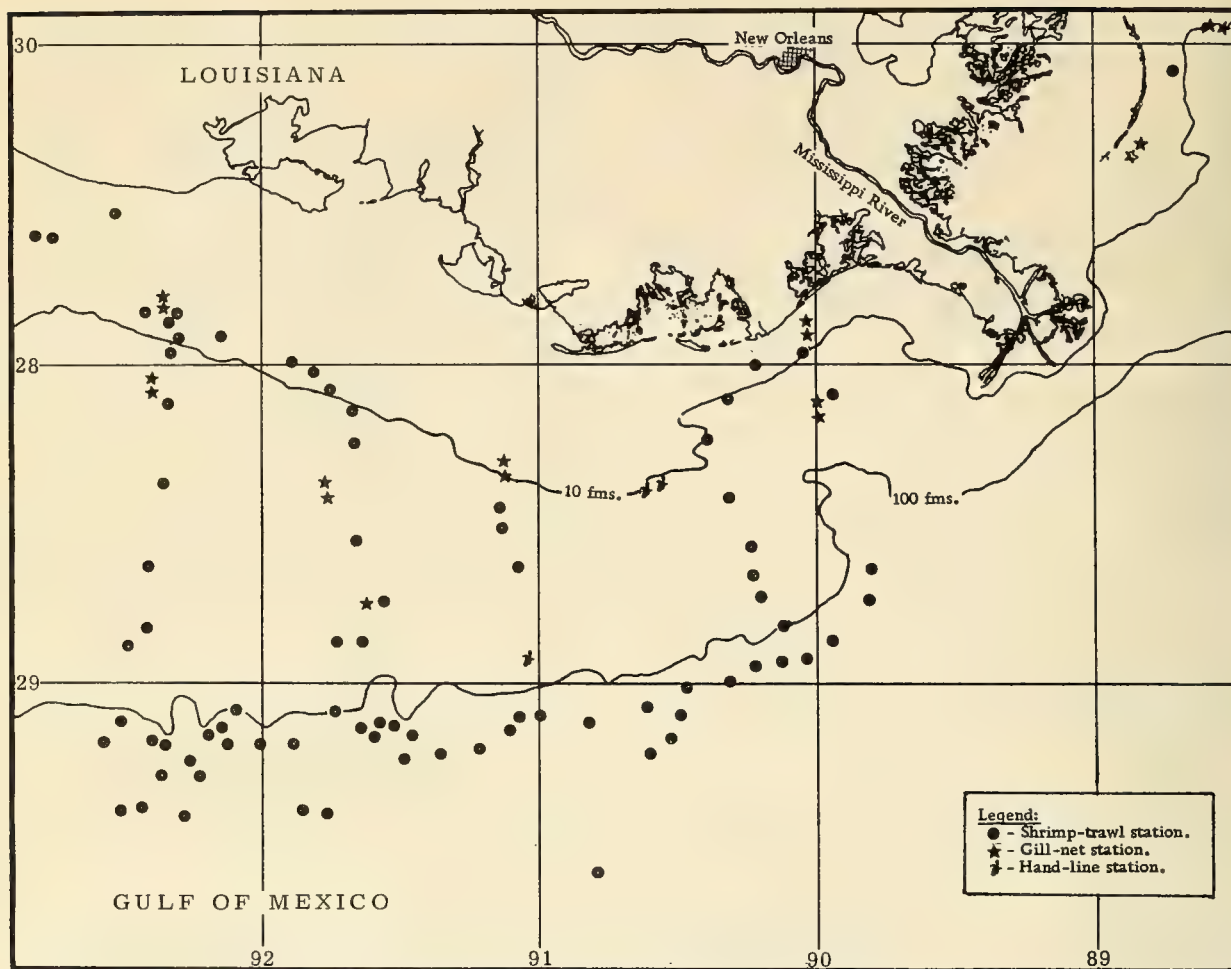 30
New Orleans
LOUISIANA
Mississippi River
28
10 fms.
100 fms.
29
Legend:
● - Shrimp-trawl station.
★ - Gill-net station.
- Hand-line station.
GULF OF MEXICO
92
91
90
89